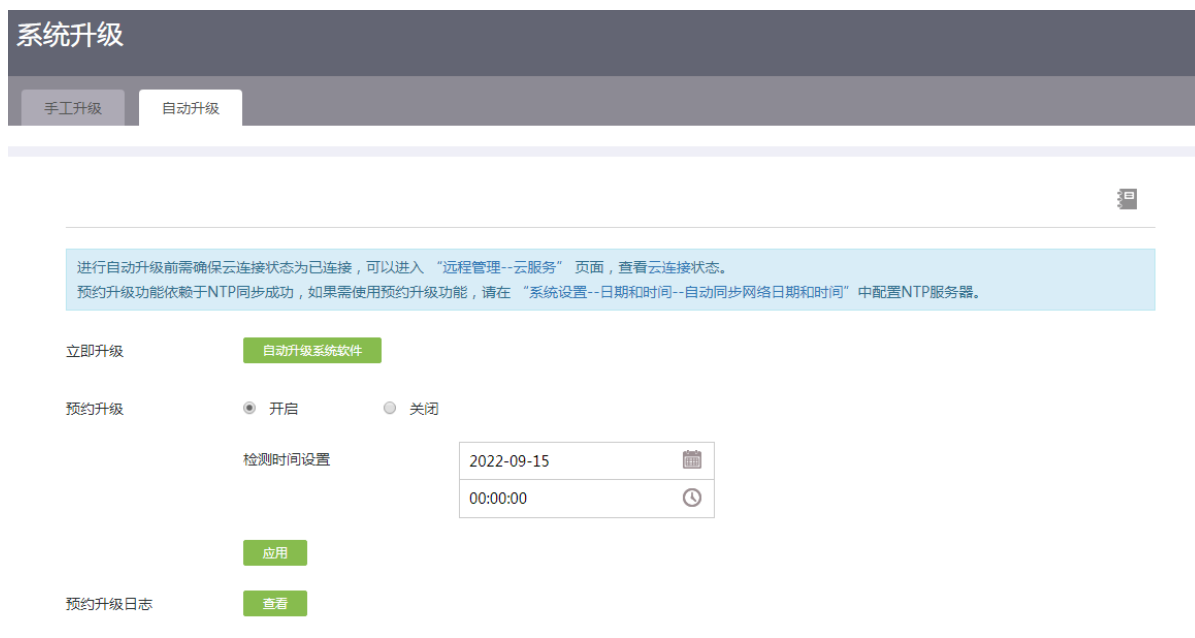 系统升级
手工升级 自动升级
进行自动升级前需确保云连接状态为已连接，可以进入 “远程管理--云服务” 页面，查看云连接状态。
预约升级功能依赖于NTP同步成功，如果需使用预约升级功能，请在 “系统设置--日期和时间--自动同步网络日期和时间” 中配置NTP服务器。
立即升级 自动升级系统软件
预约升级 开启 关闭
检测时间设置 2022-09-15
00:00:00
应用
预约升级日志 查看